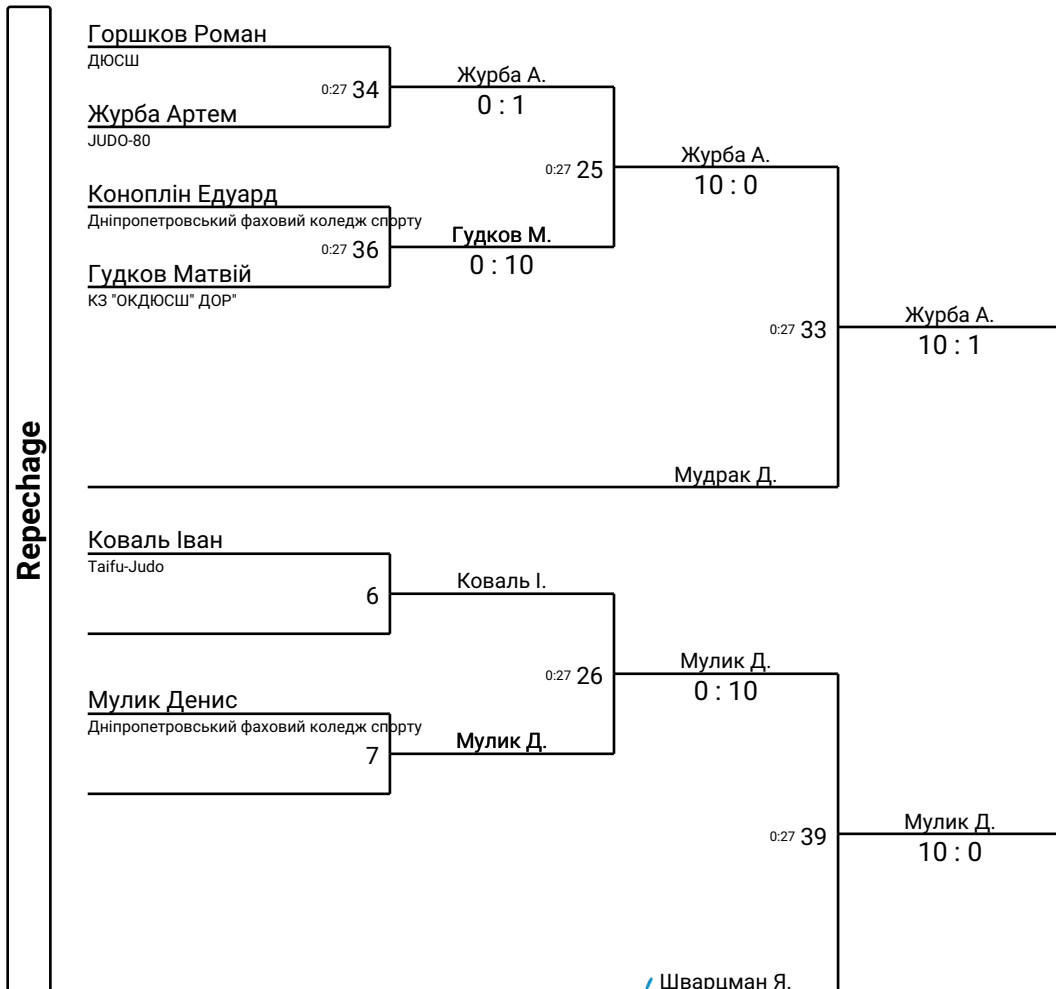 Repechage
Горшков Роман
ДЮСШ
0:27 34
Журба А.
0 : 1
Журба Артем
JUDO-80
0:27 25
Журба А.
10 : 0
Коноплін Едуард
Дніпропетровський фаховий коледж спорту
0:27 36
Гудков М.
0 : 10
Гудков Матвій
КЗ "ОКДЮСШ" ДОР"
0:27 33
Журба А.
10 : 1
Мудрак Д.
Коваль Іван
Taifu-Judo
6
Коваль І.
0:27 26
Мулик Д.
0 : 10
Мулик Денис
Дніпропетровський фаховий коледж спорту
7
Мулик Д.
0:27 39
Мулик Д.
10 : 0
Шварцман Я.